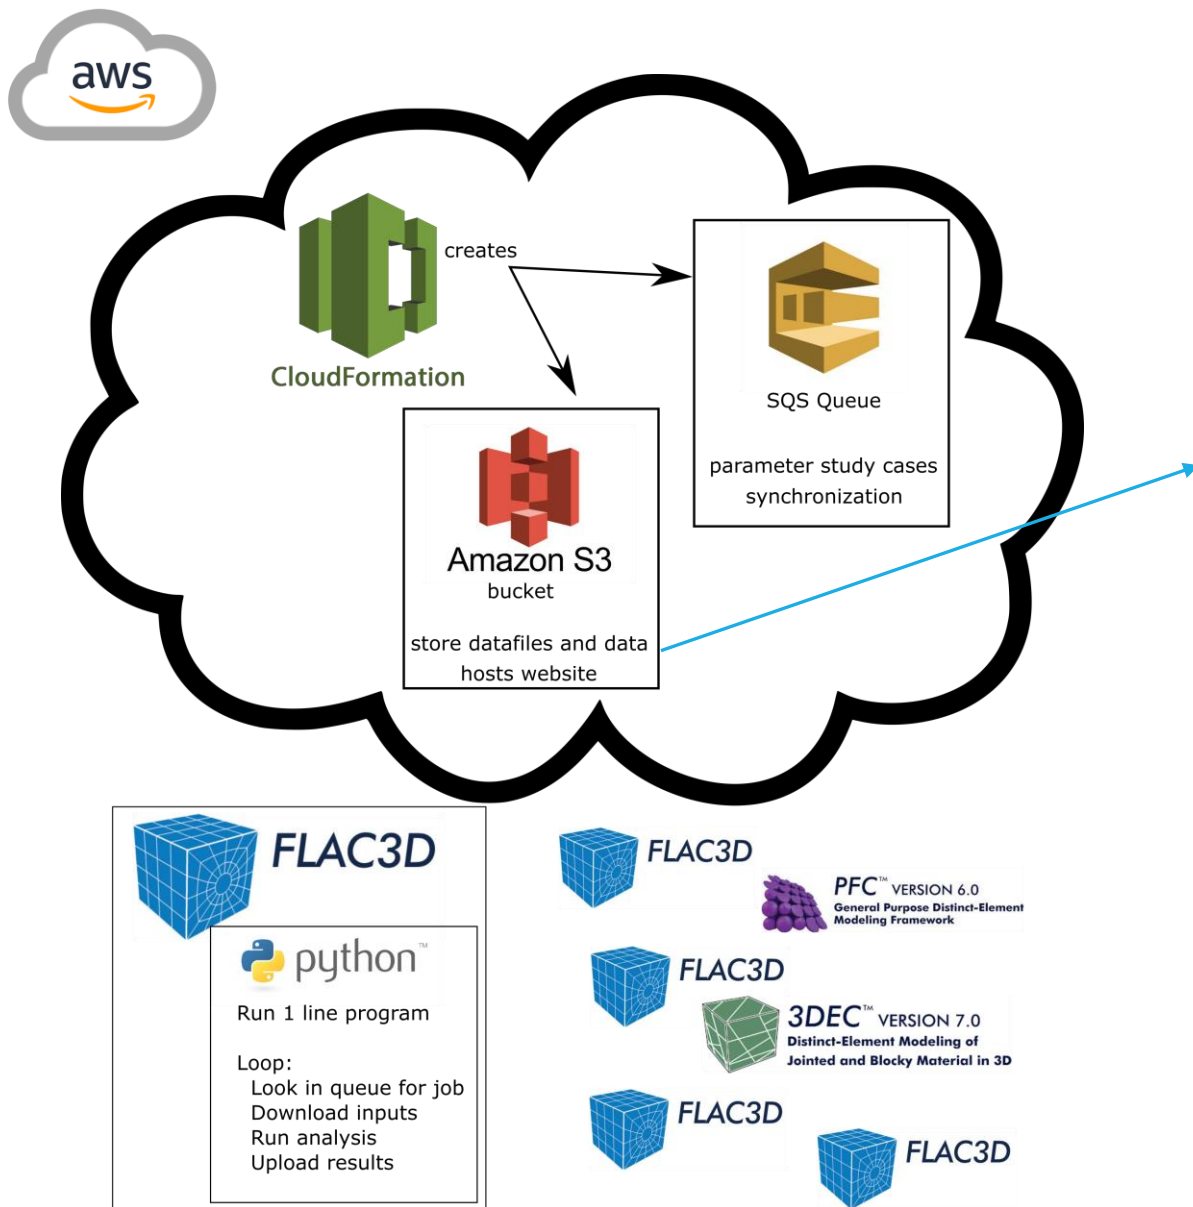 aws
creates
CloudFormation
SQS Queue
parameter study cases
synchronization
Amazon S3
bucket
store datafiles and data
hosts website
FLAC3D
python™
Run 1 line program
Loop:
Look in queue for job
Download inputs
Run analysis
Upload results
FLAC3D
PFC™ VERSION 6.0
General Purpose Distinct-Element
Modeling Framework
FLAC3D
3DEC™ VERSION 7.0
Distinct-Element Modeling of
Jointed and Blocky Material in 3D
FLAC3D
FLAC3D